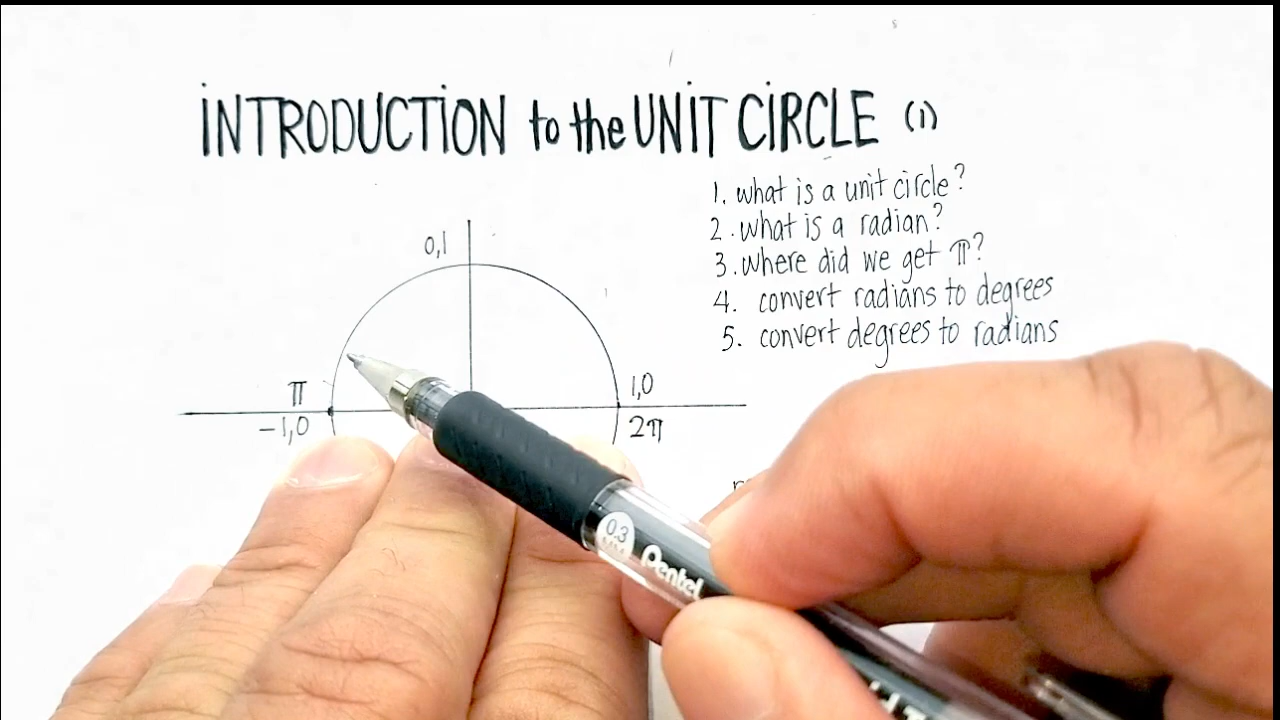 iNTRODUCTiON to the UNiT CiRCLE (1)
1. what is a unit circle?
2. what is a radian?
3. where did we get π?
4. convert radians to degrees
5. convert degrees to radians
0,1
π
1,0
-1,0
2π
0.3
Pentel